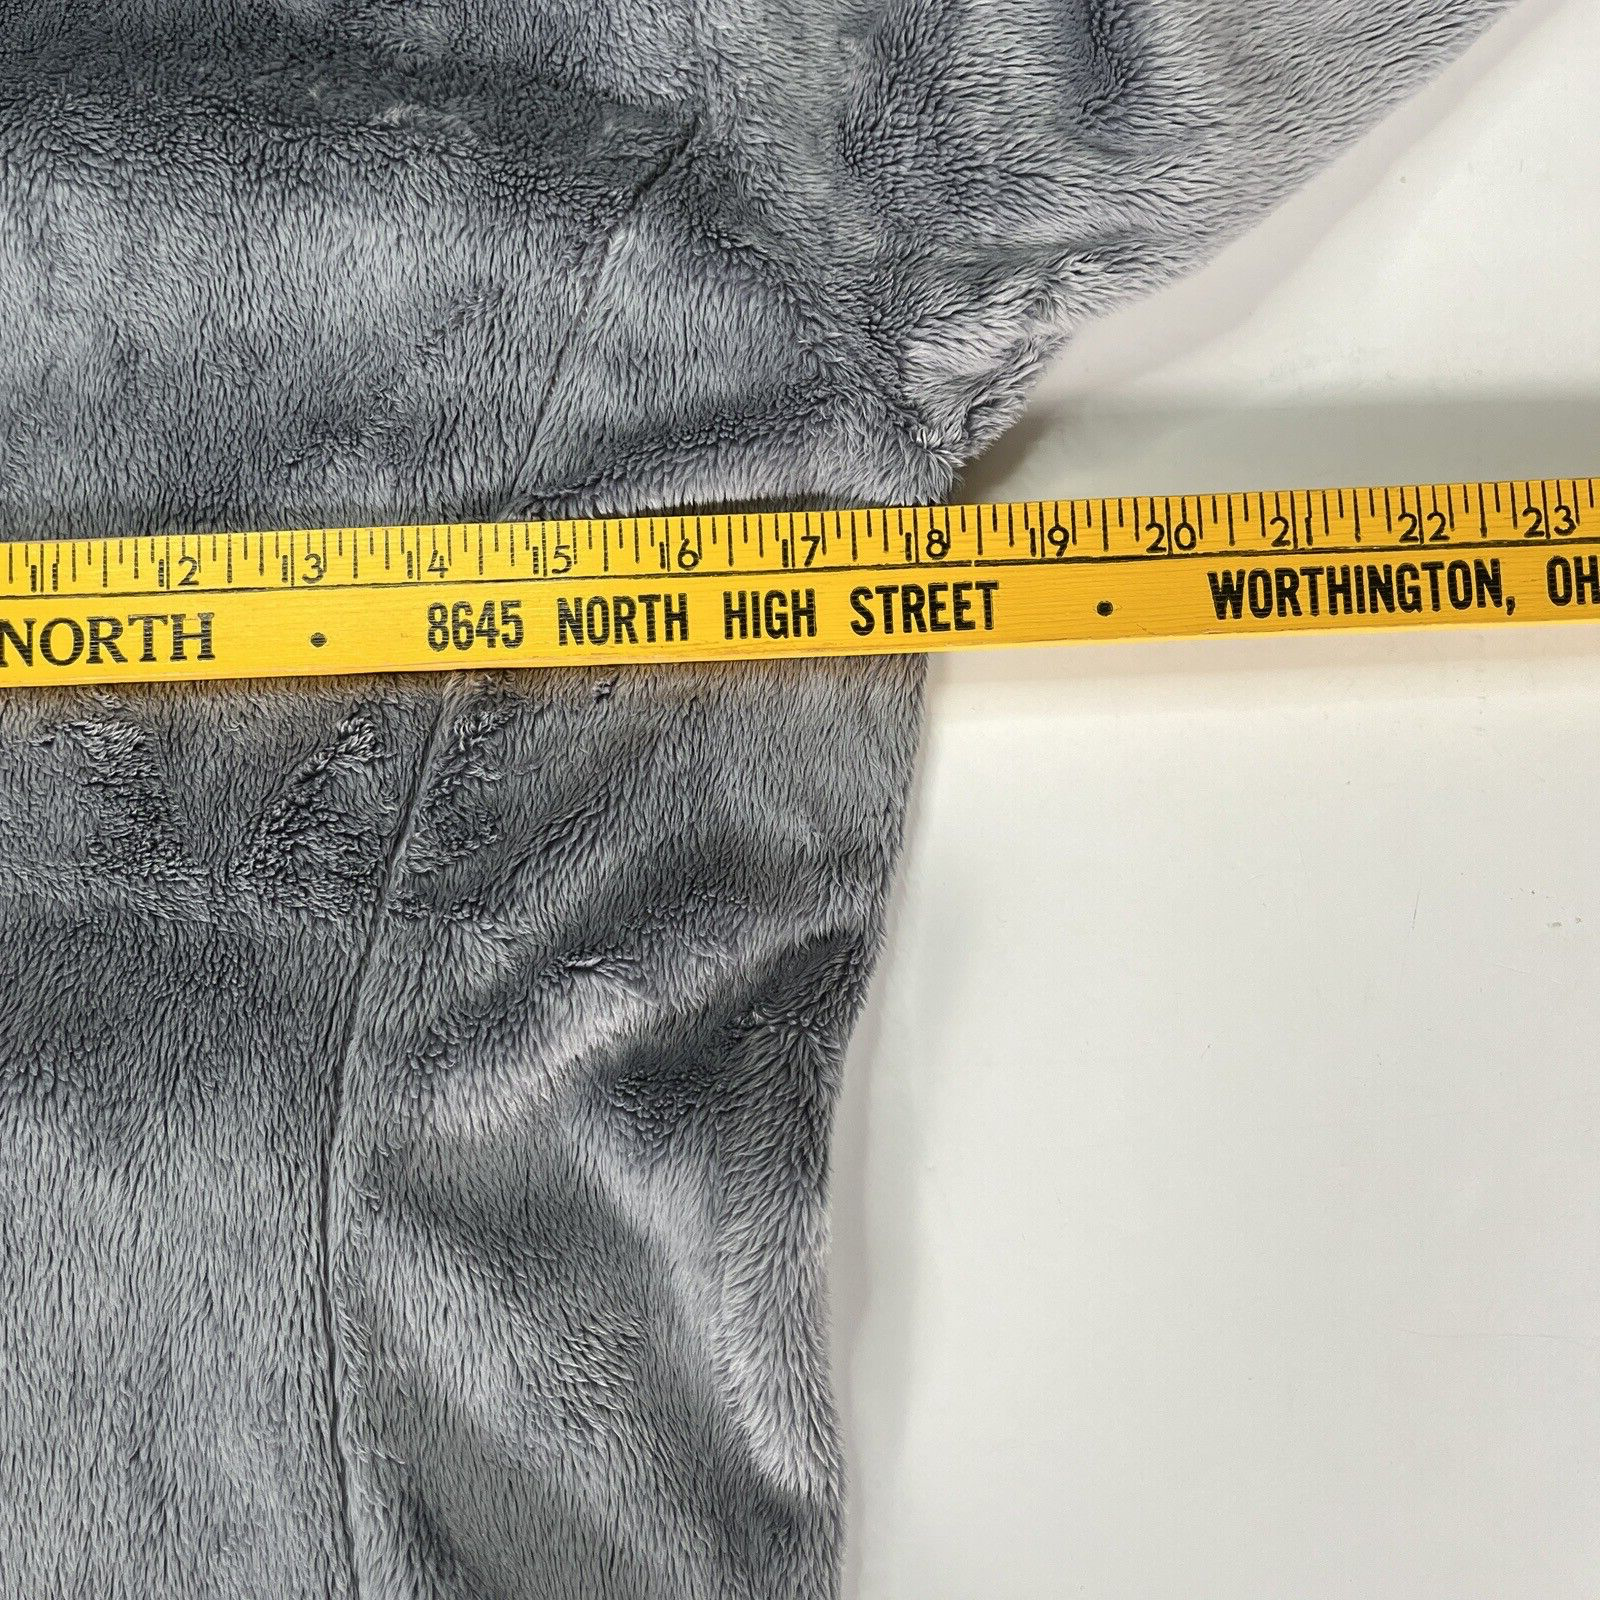 11 12 13 14 15 16 17 18 19 20 21 22 23
NORTH • 8645 NORTH HIGH STREET • WORTHINGTON, OH